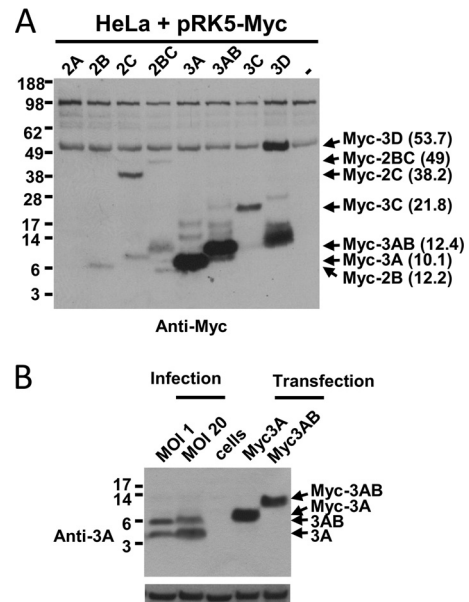 A
HeLa + pRK5-Myc
2A 2B 2C 2BC 3A 3AB 3C 3D -
188
98
62
49
38
28
17
14
6
3
Myc-3D (53.7)
Myc-2BC (49)
Myc-2C (38.2)
Myc-3C (21.8)
Myc-3AB (12.4)
Myc-3A (10.1)
Myc-2B (12.2)
Anti-Myc
B
Infection Transfection
MOI 1 MOI 20 cells Myc3A Myc3AB
17
14
6
3
Anti-3A
Myc-3AB
Myc-3A
3AB
3A